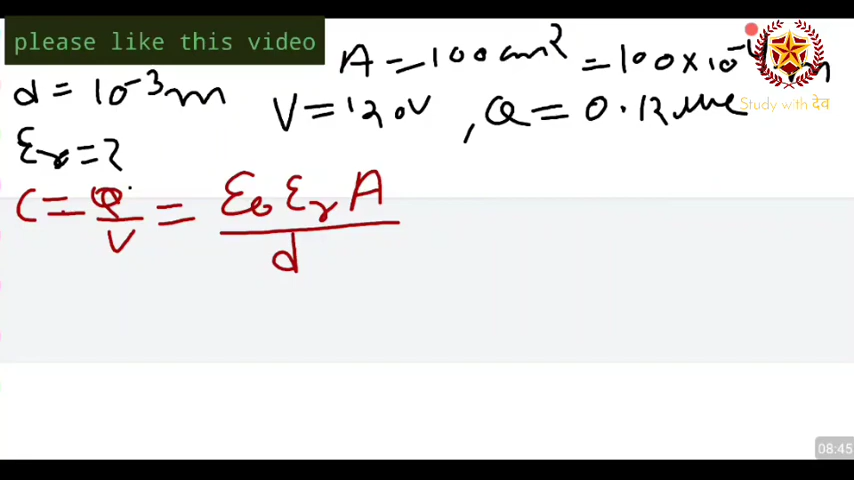 please like this video
A = 100 cm² = 100 × 10⁻⁴ m
d = 10⁻³ m
V = 120V, Q = 0.12 μC
Study with देव
εr = ?
C = Q/V = ε₀ εr A / d
08:45